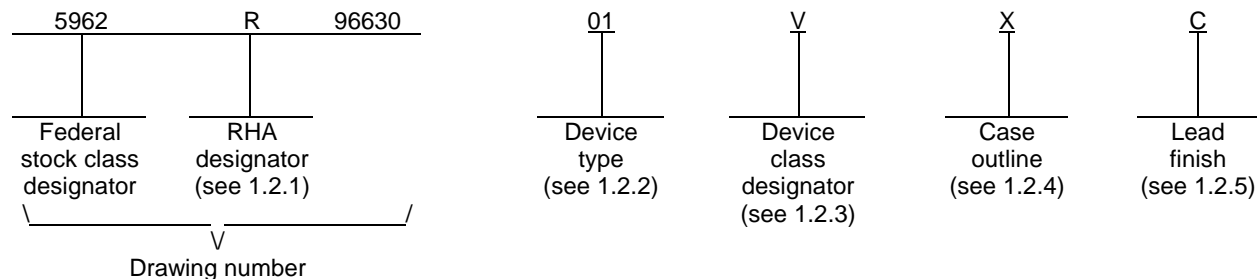 5962 R 96630 01 V X C
Federal stock class designator
RHA designator (see 1.2.1)
Device type (see 1.2.2)
Device class designator (see 1.2.3)
Case outline (see 1.2.4)
Lead finish (see 1.2.5)
\ /
\/
Drawing number